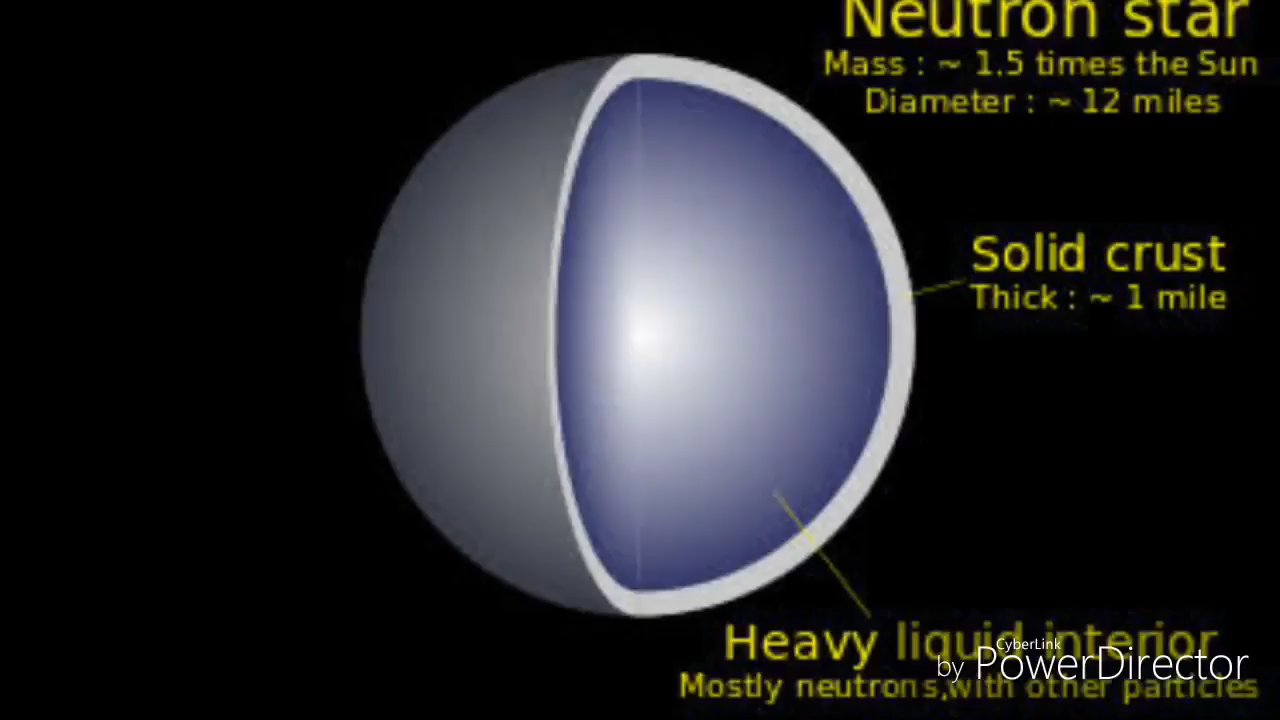 Neutron star
Mass : ~ 1.5 times the Sun
Diameter : ~ 12 miles
Solid crust
Thick : ~ 1 mile
Heavy liquid interior
Mostly neutrons,with other particles
CyberLink
by PowerDirector